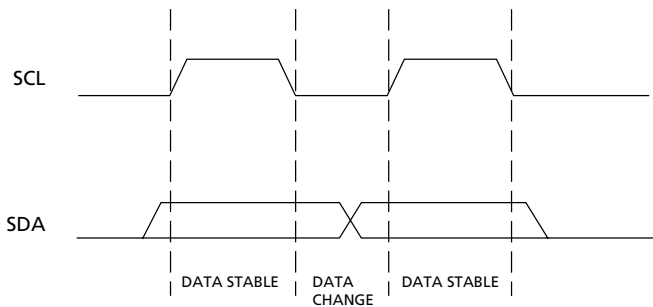 SCL
SDA
DATA STABLE
DATA
CHANGE
DATA STABLE